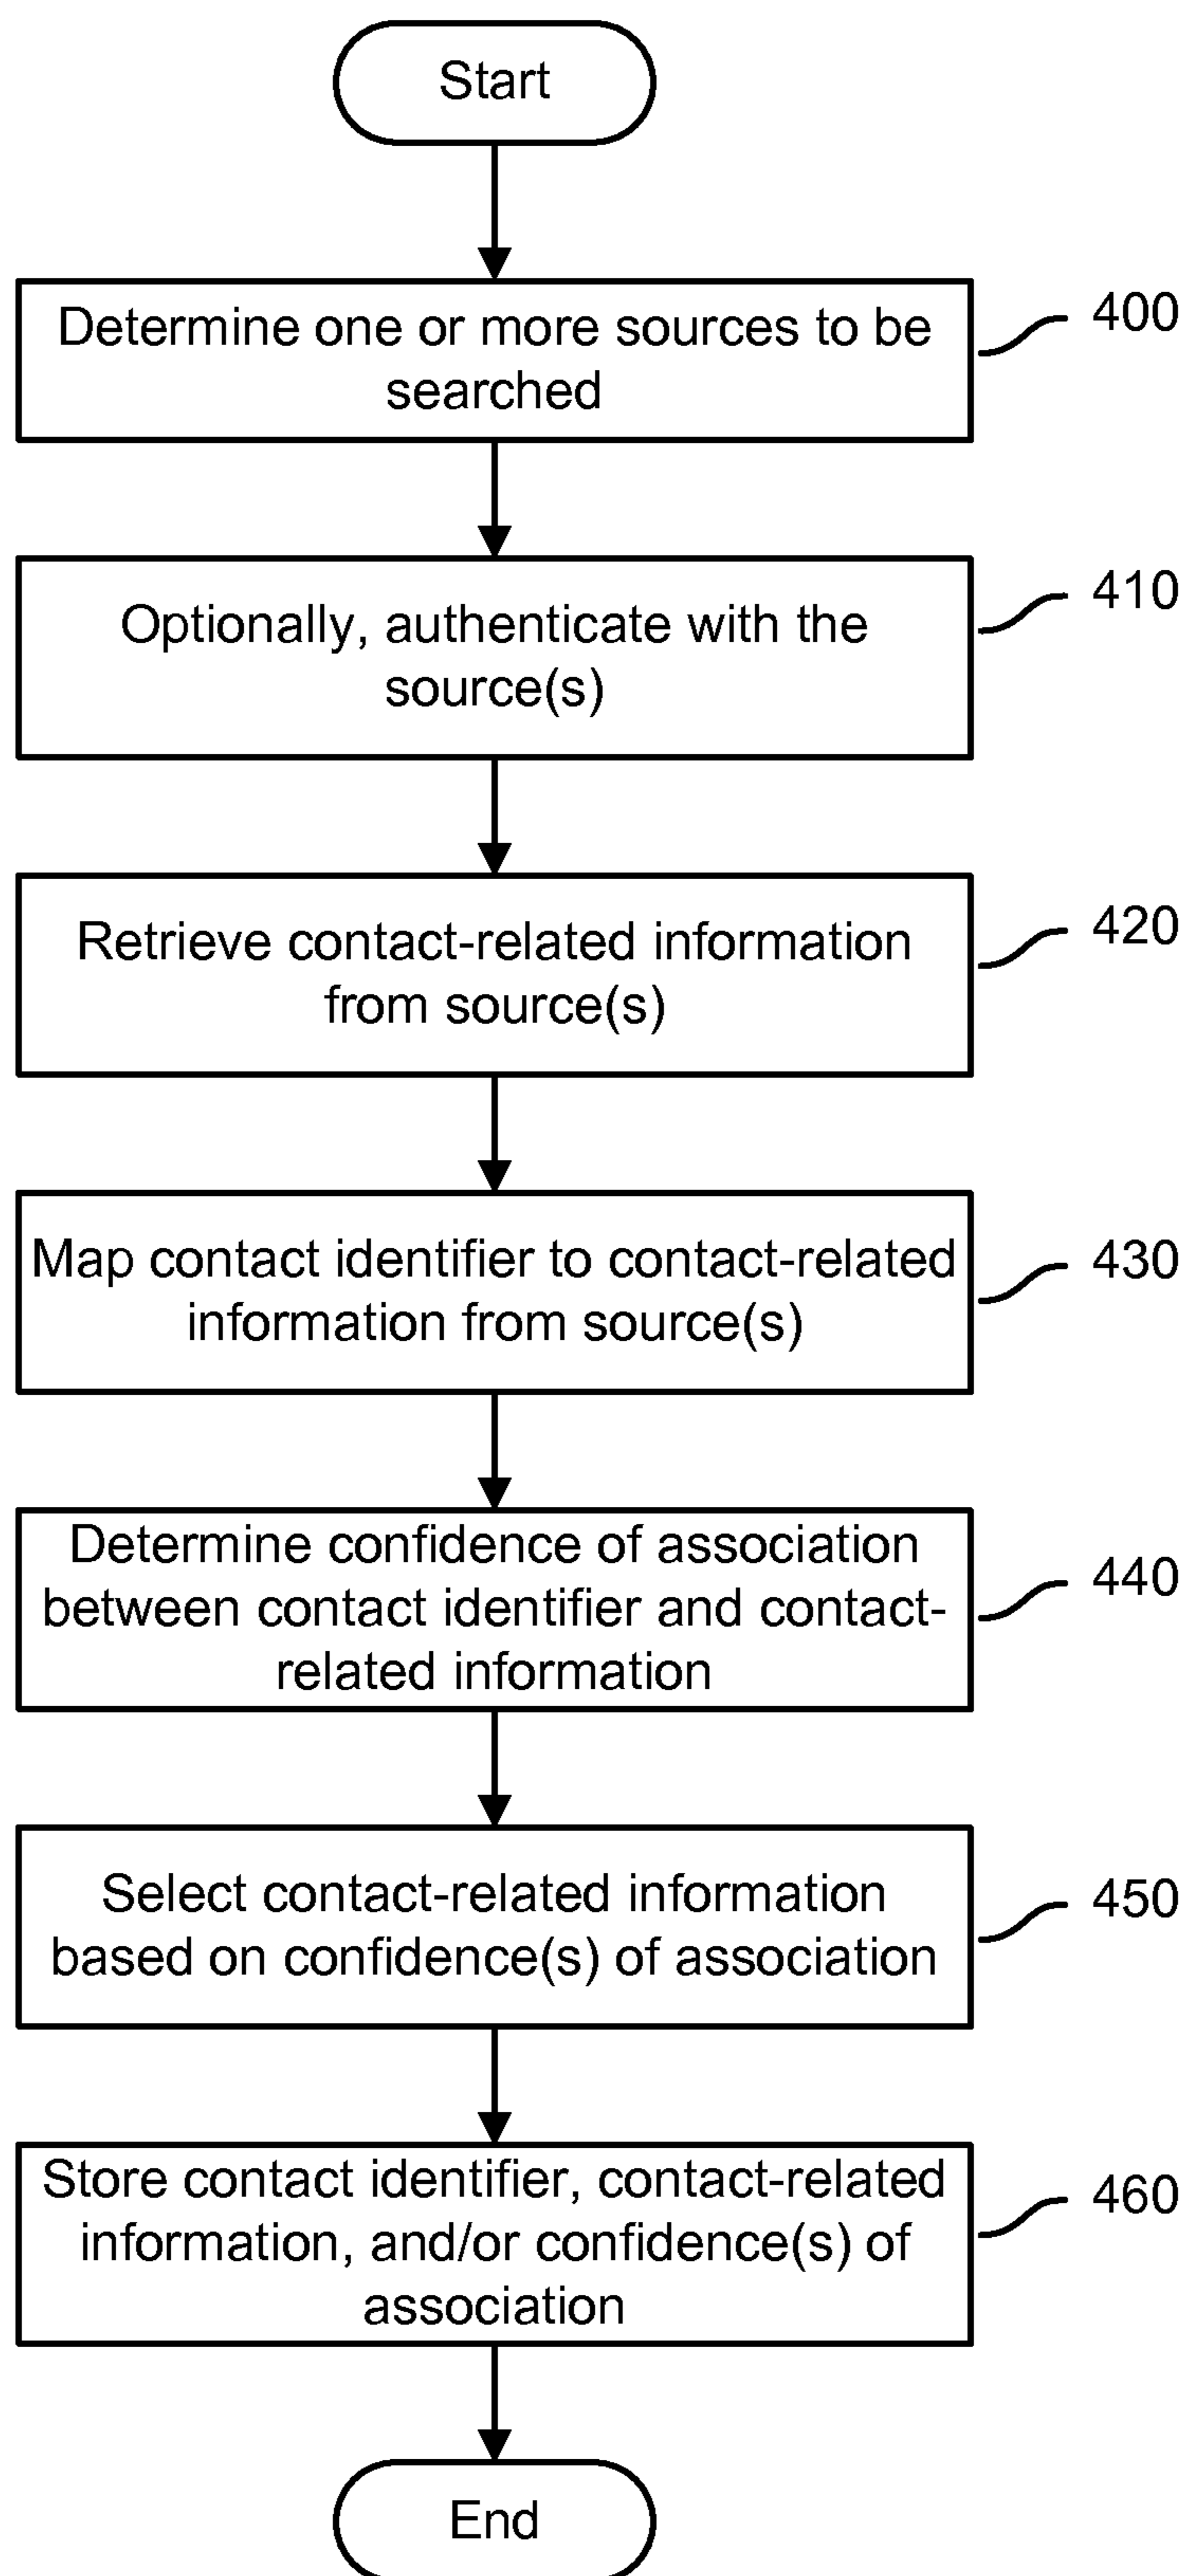 Start
Determine one or more sources to be
searched
400
Optionally, authenticate with the
source(s)
410
Retrieve contact-related information
from source(s)
420
Map contact identifier to contact-related
information from source(s)
430
Determine confidence of association
between contact identifier and contact-
related information
440
Select contact-related information
based on confidence(s) of association
450
Store contact identifier, contact-related
information, and/or confidence(s) of
association
460
End